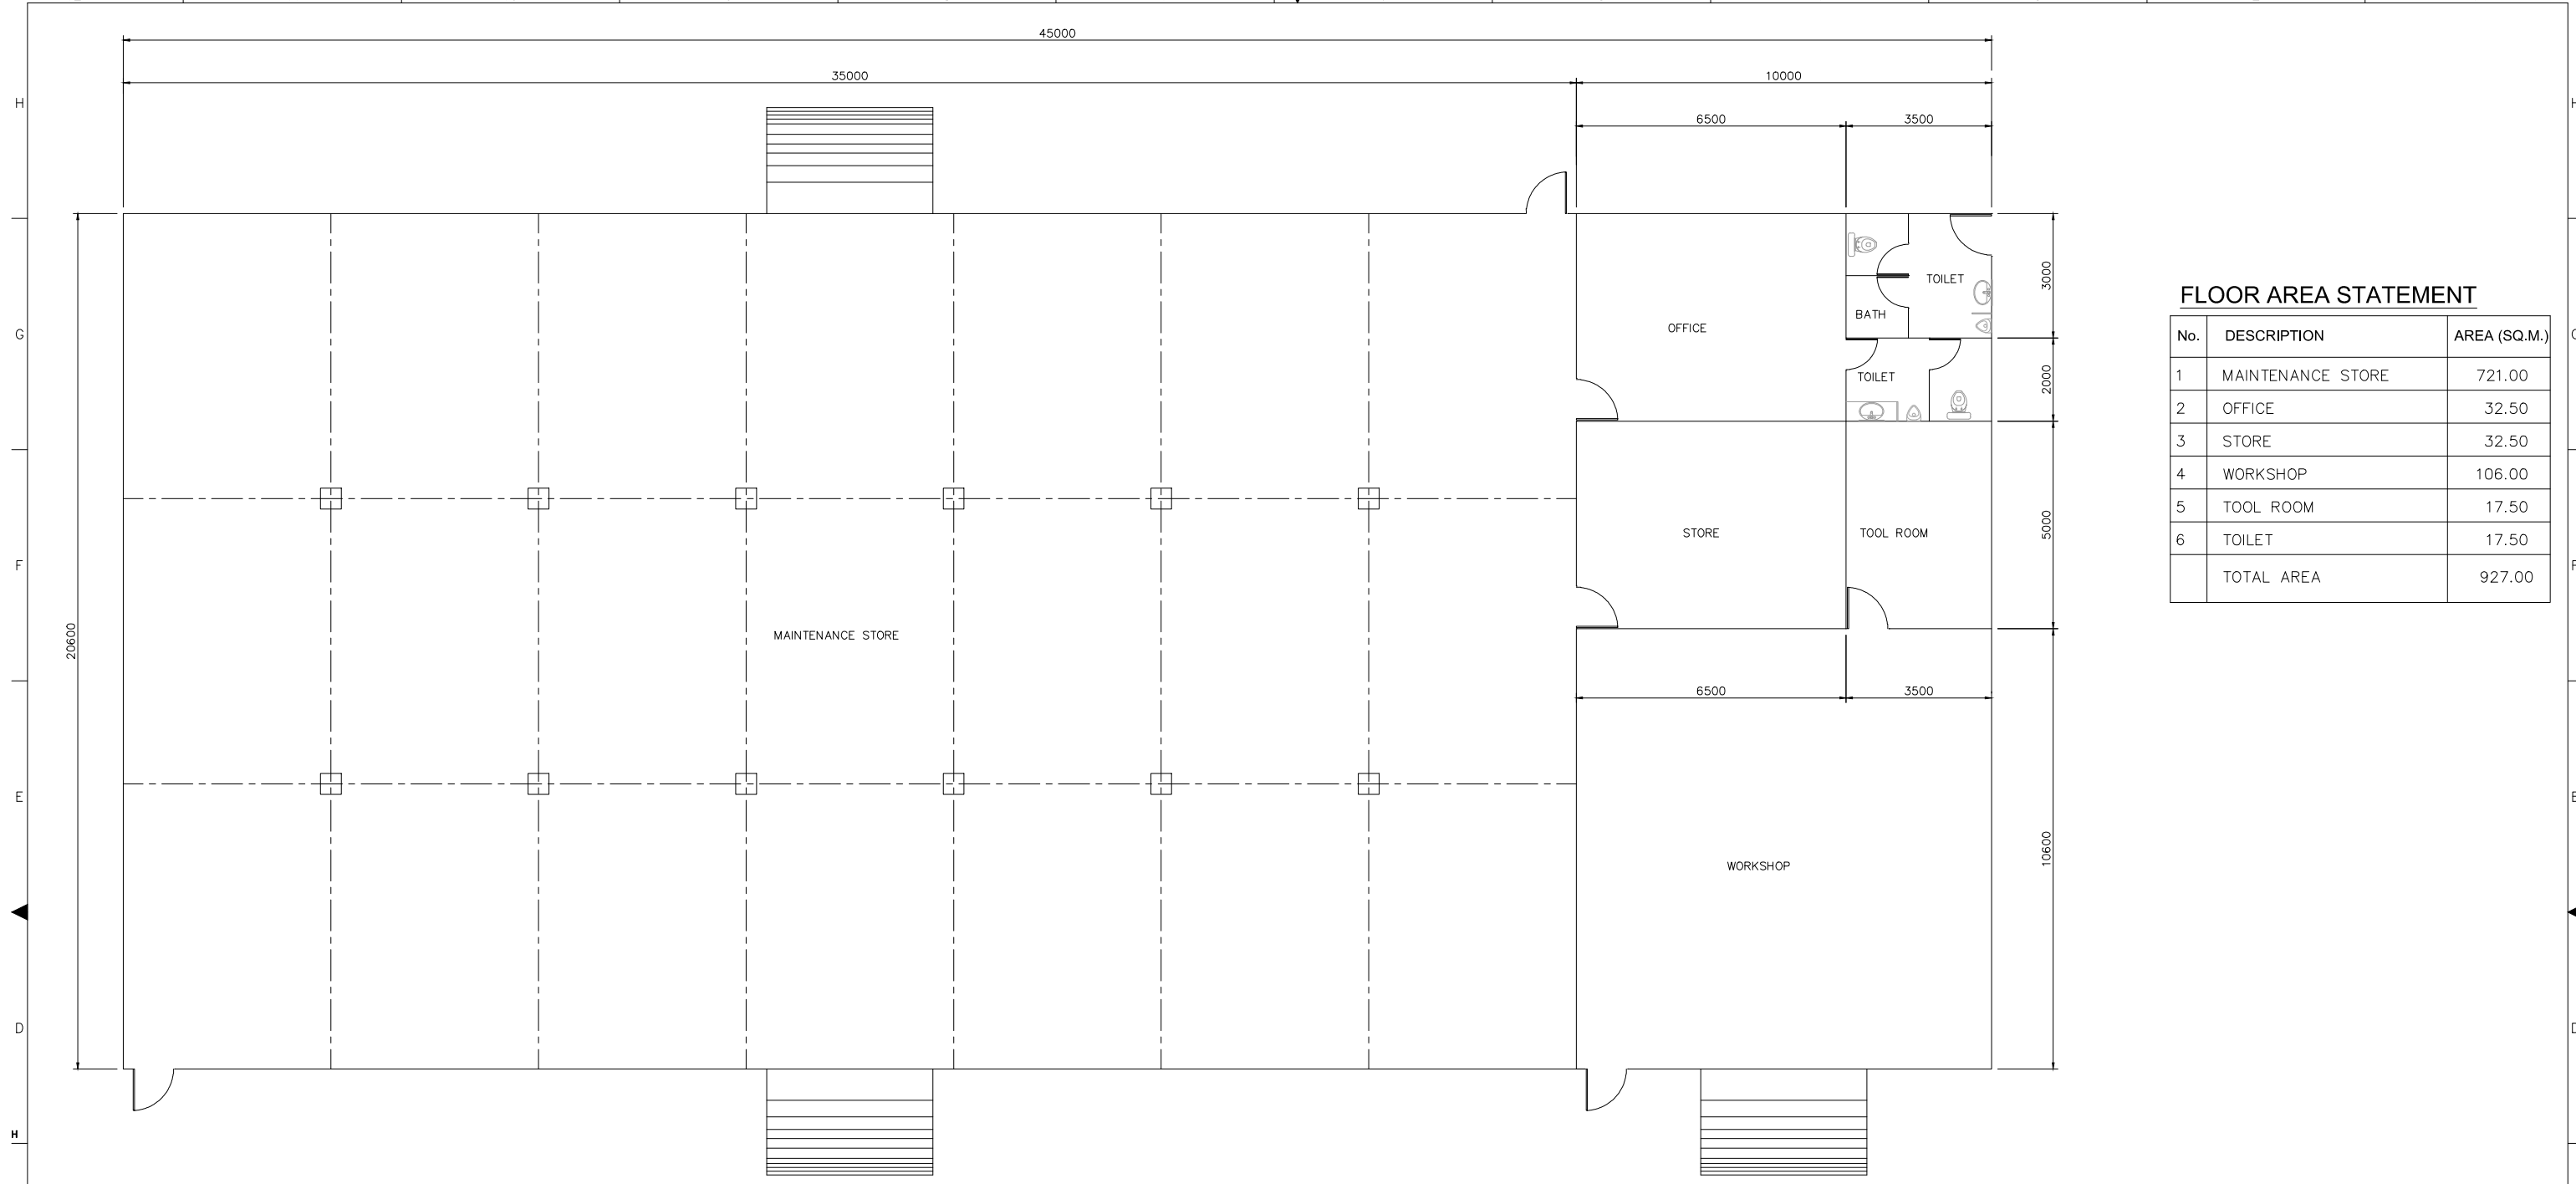 45000
35000
10000
H
H
6500
3500
3000
TOILET
FLOOR AREA STATEMENT
BATH
OFFICE
G
No. DESCRIPTION AREA (SQ.M.)
1 MAINTENANCE STORE 721.00
2000
TOILET
2 OFFICE 32.50
3 STORE 32.50
4 WORKSHOP 106.00
5 TOOL ROOM 17.50
5000
STORE
TOOL ROOM
6 TOILET 17.50
F
F
TOTAL AREA 927.00
20600
MAINTENANCE STORE
6500
3500
E
E
10600
WORKSHOP
D
D
H